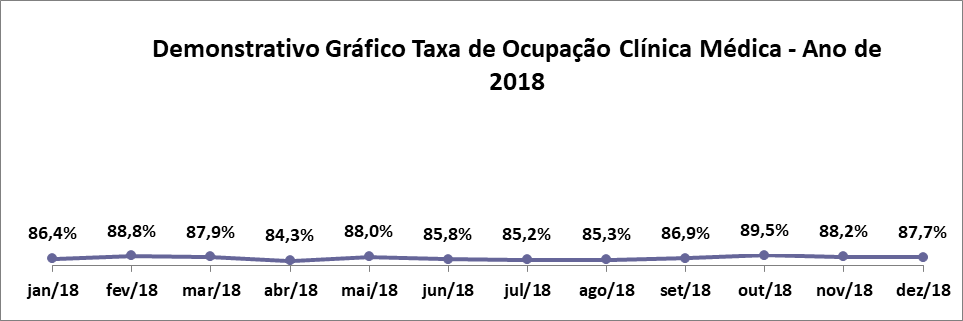 Demonstrativo Gráfico Taxa de Ocupação Clínica Médica - Ano de
2018
86,4% 88,8% 87,9% 84,3% 88,0% 85,8% 85,2% 85,3% 86,9% 89,5% 88,2% 87,7%
jan/18 fev/18 mar/18 abr/18 mai/18 jun/18 jul/18 ago/18 set/18 out/18 nov/18 dez/18